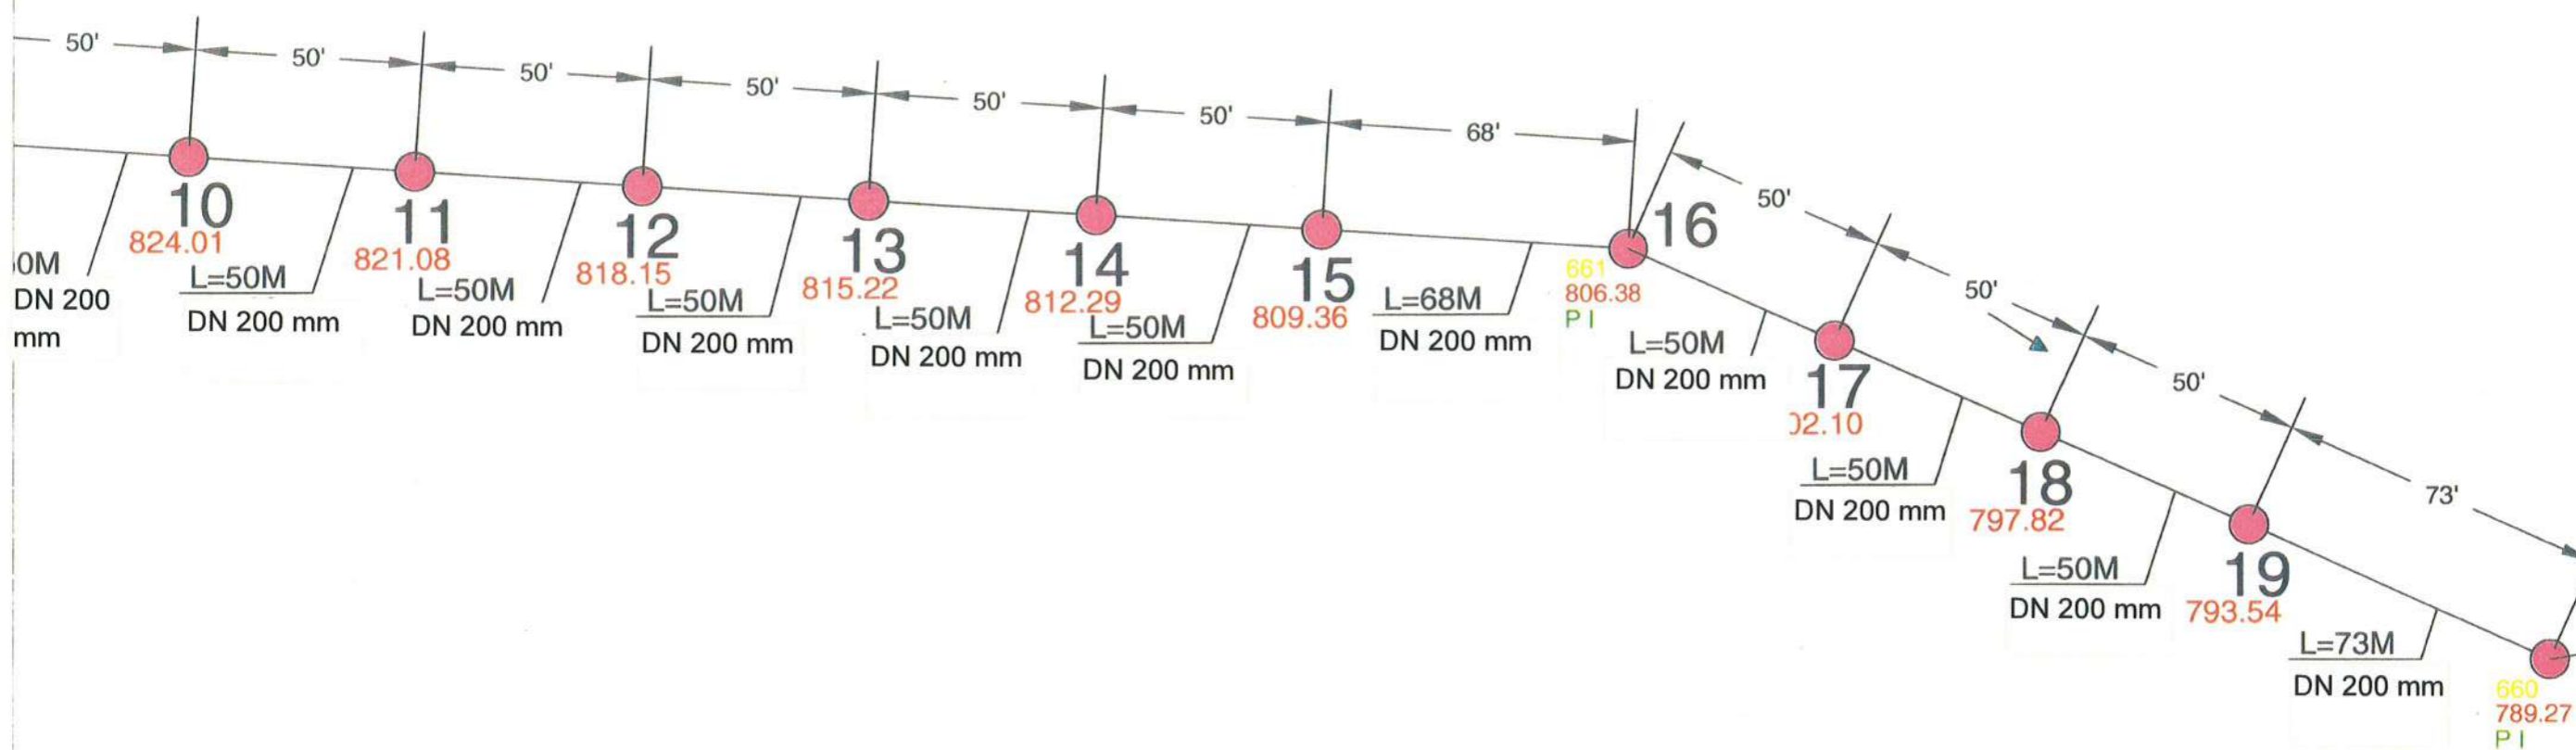 50'
50'
50'
50'
50'
50'
68'
50'
50'
50'
73'
10
824.01
0M
DN 200
mm
L=50M
DN 200 mm
11
821.08
L=50M
DN 200 mm
12
818.15
L=50M
DN 200 mm
13
815.22
L=50M
DN 200 mm
14
812.29
L=50M
DN 200 mm
15
809.36
L=68M
DN 200 mm
16
661
806.38
P I
L=50M
DN 200 mm
17
02.10
L=50M
DN 200 mm
18
797.82
L=50M
DN 200 mm
19
793.54
L=73M
DN 200 mm
660
789.27
P I